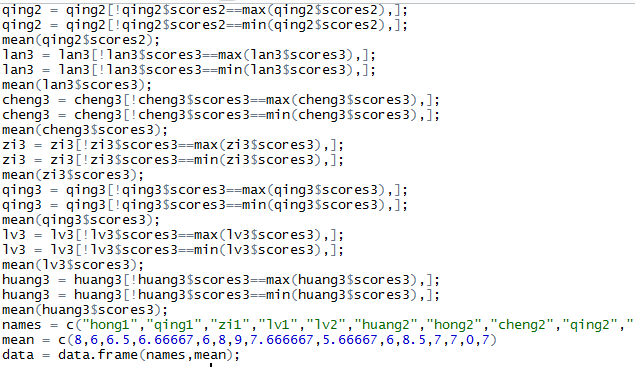 qing2 = qing2[!qing2$scores2==max(qing2$scores2),];
qing2 = qing2[!qing2$scores2==min(qing2$scores2),];
mean(qing2$scores2);
lan3 = lan3[!lan3$scores3==max(lan3$scores3),];
lan3 = lan3[!lan3$scores3==min(lan3$scores3),];
mean(lan3$scores3);
cheng3 = cheng3[!cheng3$scores3==max(cheng3$scores3),];
cheng3 = cheng3[!cheng3$scores3==min(cheng3$scores3),];
mean(cheng3$scores3);
zi3 = zi3[!zi3$scores3==max(zi3$scores3),];
zi3 = zi3[!zi3$scores3==min(zi3$scores3),];
mean(zi3$scores3);
qing3 = qing3[!qing3$scores3==max(qing3$scores3),];
qing3 = qing3[!qing3$scores3==min(qing3$scores3),];
mean(qing3$scores3);
lv3 = lv3[!lv3$scores3==max(lv3$scores3),];
lv3 = lv3[!lv3$scores3==min(lv3$scores3),];
mean(lv3$scores3);
huang3 = huang3[!huang3$scores3==max(huang3$scores3),];
huang3 = huang3[!huang3$scores3==min(huang3$scores3),];
mean(huang3$scores3);
names = c("hong1","qing1","zi1","lv1","lv2","huang2","hong2","cheng2","qing2","
mean = c(8,6,6.5,6.66667,6,8,9,7.666667,5.66667,6,8.5,7,7,0,7)
data = data.frame(names,mean);